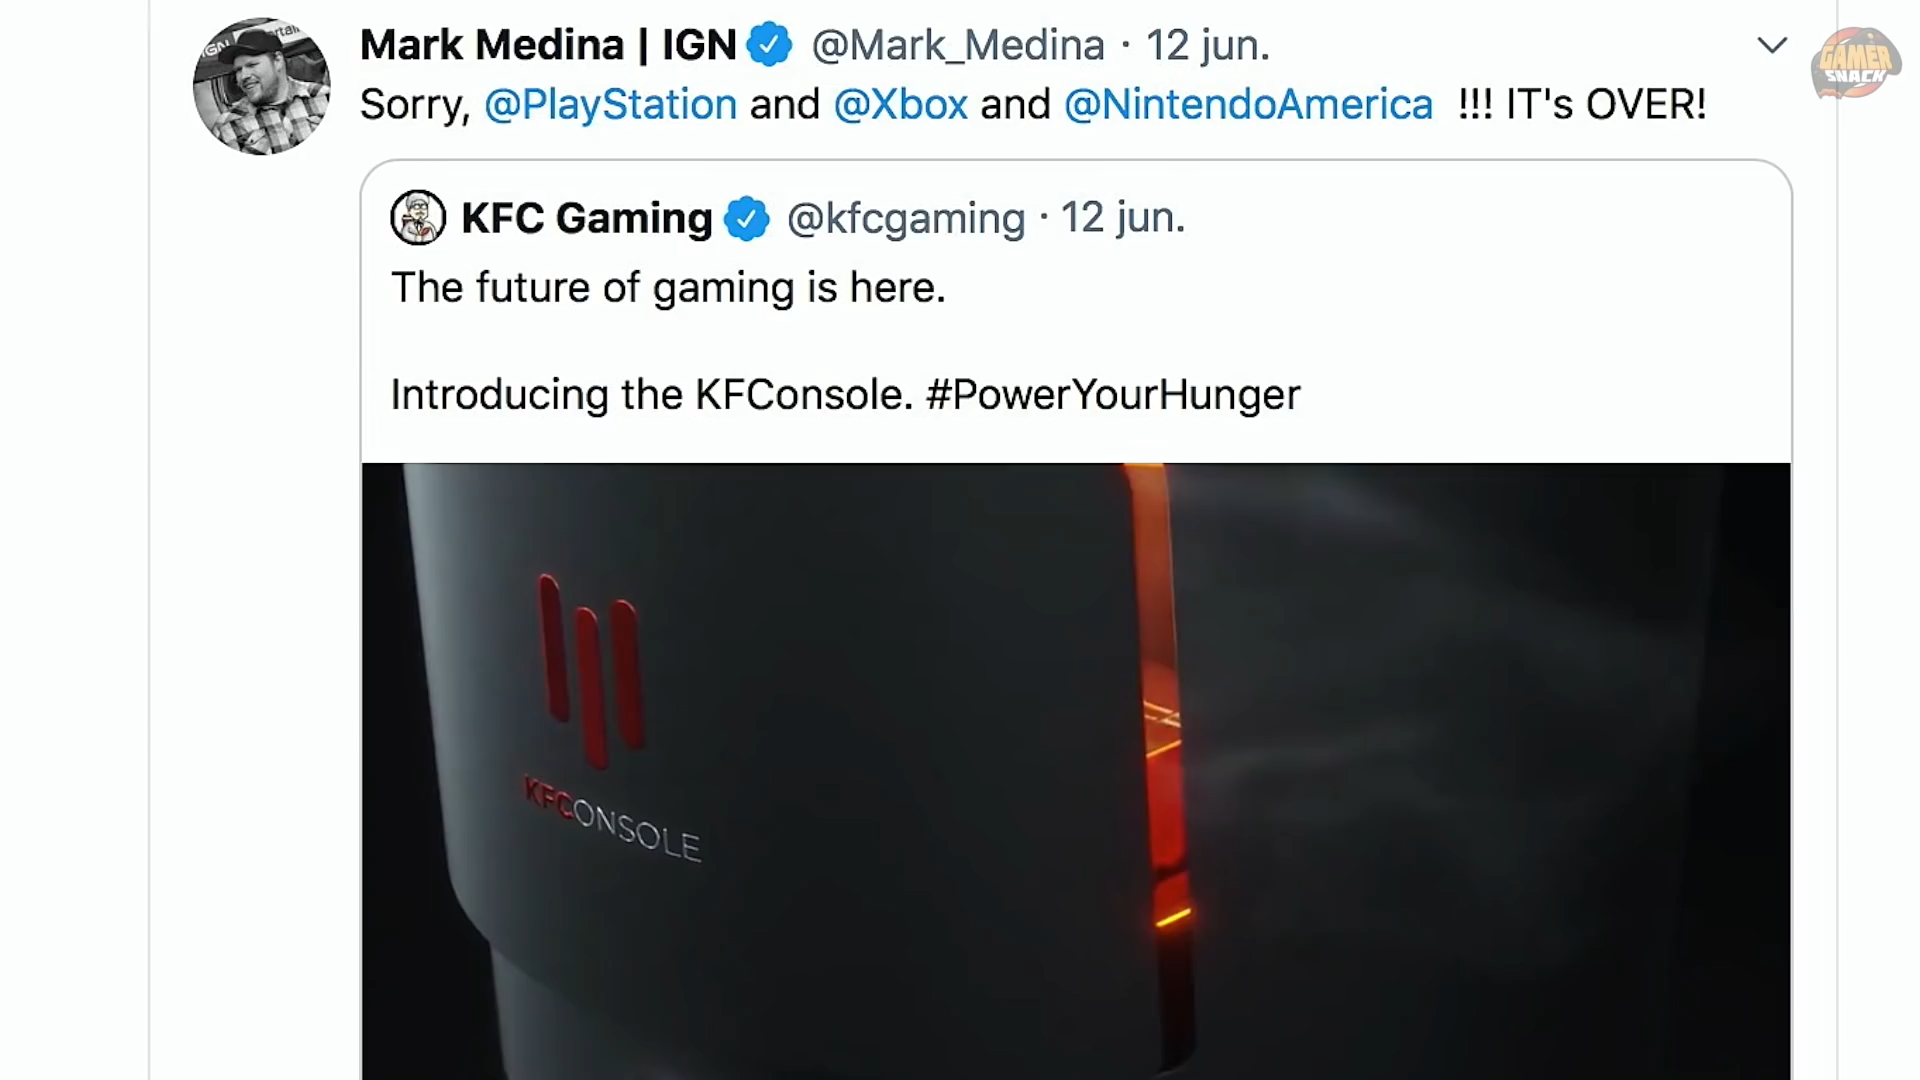 Mark Medina | IGN @Mark_Medina · 12 jun.
Sorry, @PlayStation and @Xbox and @NintendoAmerica !!! IT's OVER!
KFC Gaming @kfcgaming · 12 jun.
The future of gaming is here.
Introducing the KFConsole. #PowerYourHunger
KFCONSOLE
GAMER
SNACK
IGN